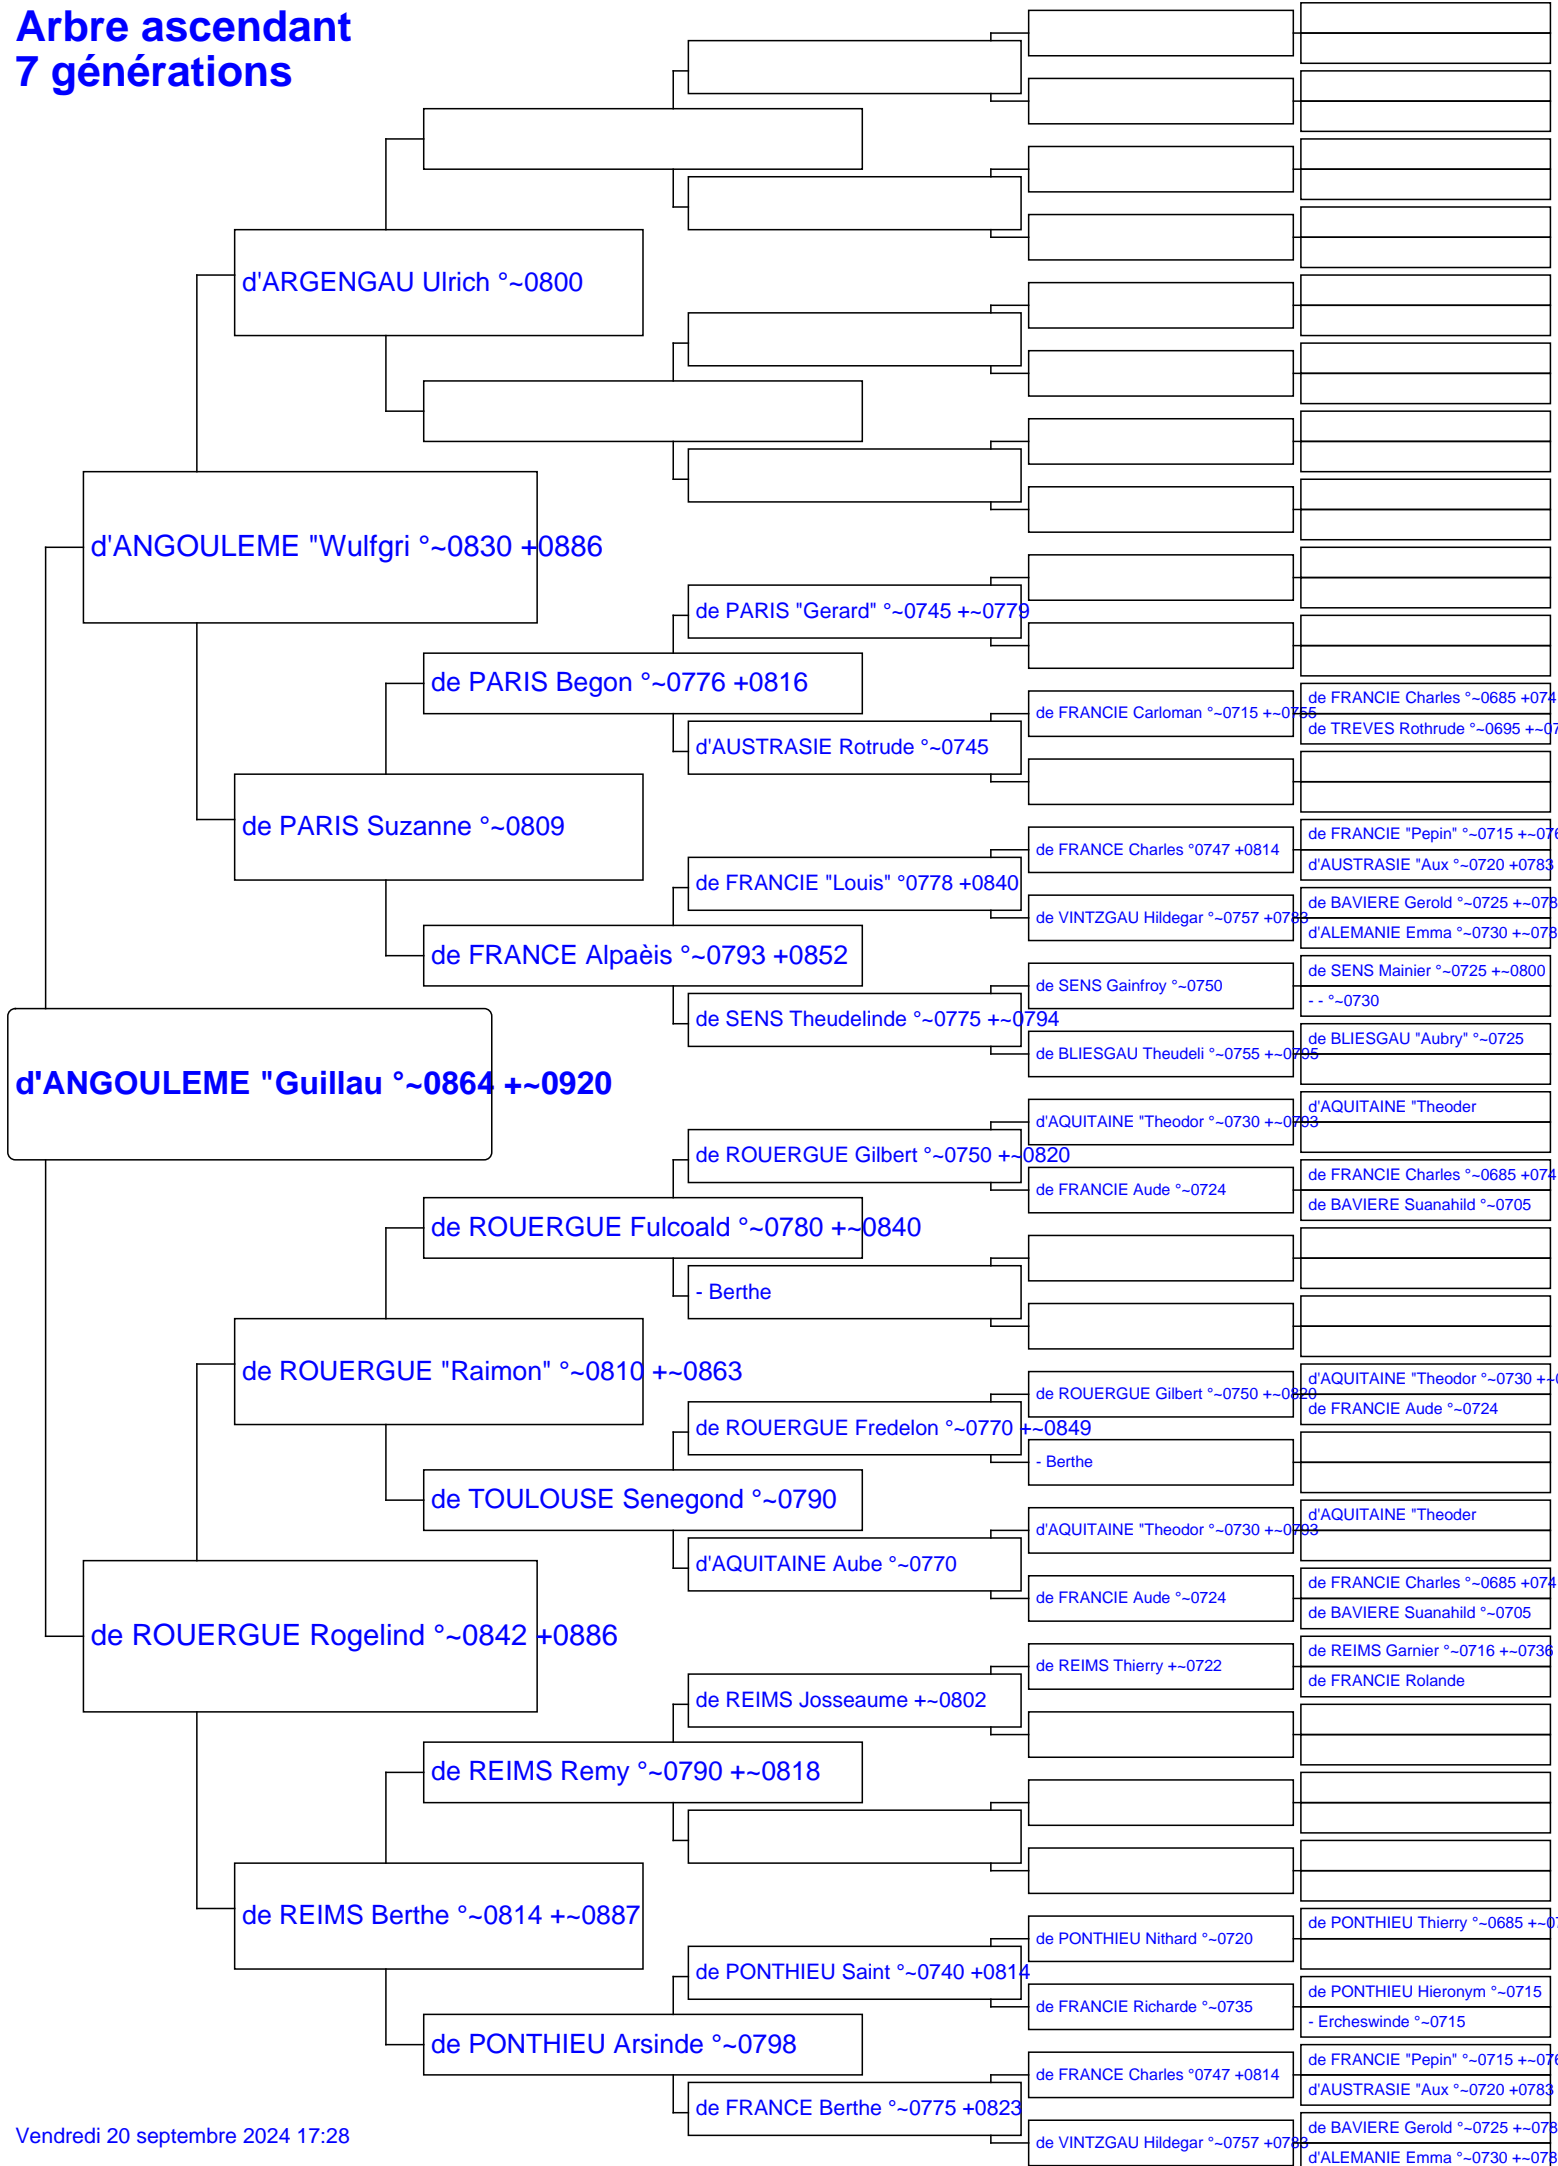 Arbre ascendant
7 générations
d'ARGENGAU Ulrich °~0800
d'ANGOULEME "Wulfgri °~0830 +0886
de PARIS "Gerard" °~0745 +~0779
de PARIS Begon °~0776 +0816
de FRANCIE Charles °~0685 +074
de FRANCIE Carloman °~0715 +~0755
de TREVES Rothrude °~0695 +~07
d'AUSTRASIE Rotrude °~0745
de PARIS Suzanne °~0809
de FRANCIE "Pepin" °~0715 +~076
de FRANCE Charles °0747 +0814
d'AUSTRASIE "Aux °~0720 +0783
de FRANCIE "Louis" °0778 +0840
de BAVIERE Gerold °~0725 +~078
de VINTZGAU Hildegar °~0757 +0783
d'ALEMANIE Emma °~0730 +~078
de FRANCE Alpaèis °~0793 +0852
de SENS Mainier °~0725 +~0800
de SENS Gainfroy °~0750
- - °~0730
de SENS Theudelinde °~0775 +~0794
de BLIESGAU "Aubry" °~0725
de BLIESGAU Theudeli °~0755 +~0795
d'ANGOULEME "Guillau °~0864 +~0920
d'AQUITAINE "Theoder
d'AQUITAINE "Theodor °~0730 +~0793
de ROUERGUE Gilbert °~0750 +~0820
de FRANCIE Charles °~0685 +074
de FRANCIE Aude °~0724
de BAVIERE Suanahild °~0705
de ROUERGUE Fulcoald °~0780 +~0840
- Berthe
de ROUERGUE "Raimon" °~0810 +~0863
d'AQUITAINE "Theodor °~0730 +~0
de ROUERGUE Gilbert °~0750 +~0820
de FRANCIE Aude °~0724
de ROUERGUE Fredelon °~0770 +~0849
- Berthe
de TOULOUSE Senegond °~0790
d'AQUITAINE "Theoder
d'AQUITAINE "Theodor °~0730 +~0793
d'AQUITAINE Aube °~0770
de FRANCIE Charles °~0685 +074
de FRANCIE Aude °~0724
de BAVIERE Suanahild °~0705
de ROUERGUE Rogelind °~0842 +0886
de REIMS Garnier °~0716 +~0736
de REIMS Thierry +~0722
de FRANCIE Rolande
de REIMS Josseaume +~0802
de REIMS Remy °~0790 +~0818
de REIMS Berthe °~0814 +~0887
de PONTHIEU Thierry °~0685 +~07
de PONTHIEU Nithard °~0720
de PONTHIEU Saint °~0740 +0814
de PONTHIEU Hieronym °~0715
de FRANCIE Richarde °~0735
- Ercheswinde °~0715
de PONTHIEU Arsinde °~0798
de FRANCIE "Pepin" °~0715 +~076
de FRANCE Charles °0747 +0814
d'AUSTRASIE "Aux °~0720 +0783
de FRANCE Berthe °~0775 +0823
de BAVIERE Gerold °~0725 +~078
de VINTZGAU Hildegar °~0757 +0783
d'ALEMANIE Emma °~0730 +~078
Vendredi 20 septembre 2024 17:28